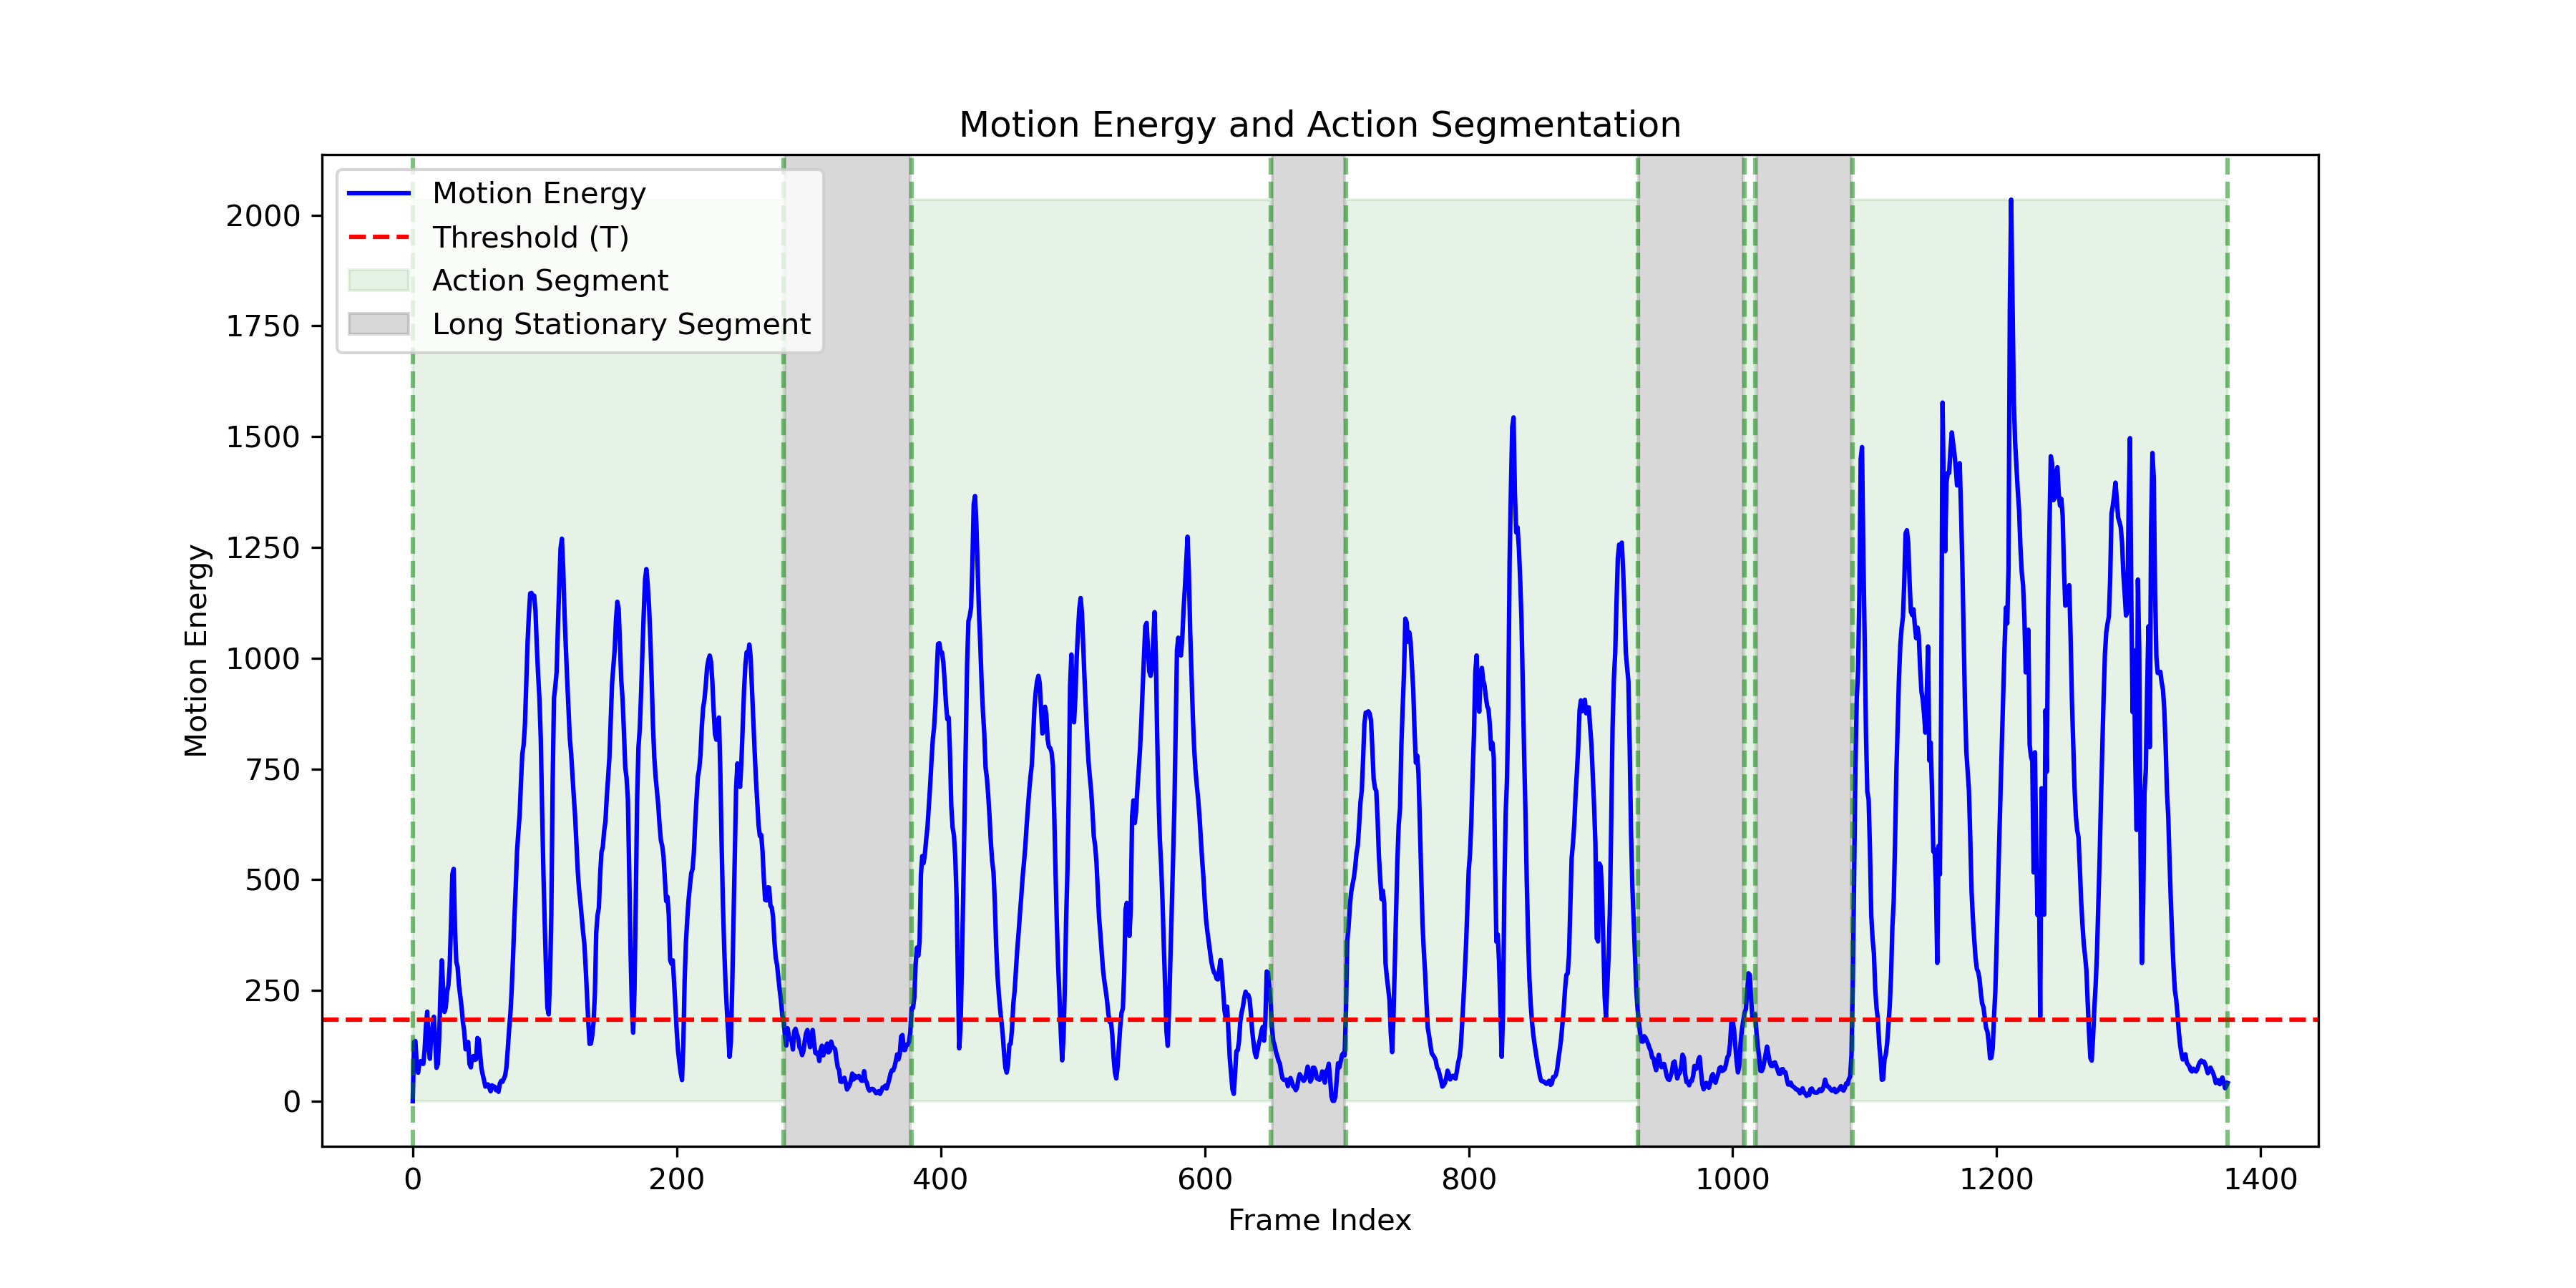 Motion Energy and Action Segmentation
Motion Energy
Threshold (T)
Action Segment
Long Stationary Segment
Motion Energy
2000
1750
1500
1250
1000
750
500
250
0
0 200 400 600 800 1000 1200 1400
Frame Index